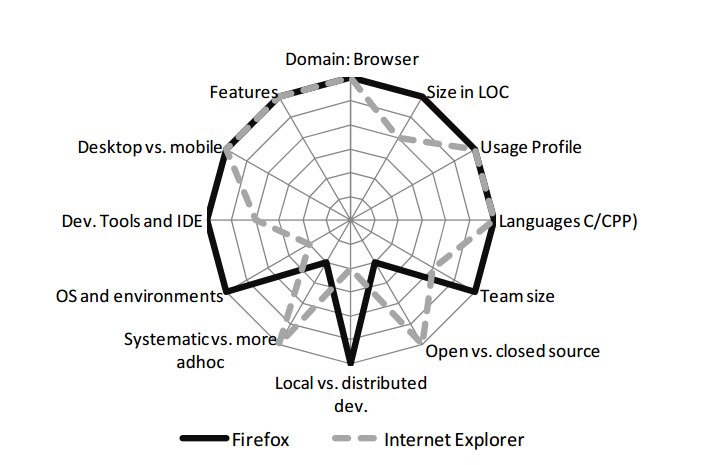 Domain: Browser
Features
Size in LOC
Desktop vs. mobile
Usage Profile
Dev. Tools and IDE
Languages C/CPP)
OS and environments
Team size
Systematic vs. more
adhoc
Open vs. closed source
Local vs. distributed
dev.
Firefox
Internet Explorer